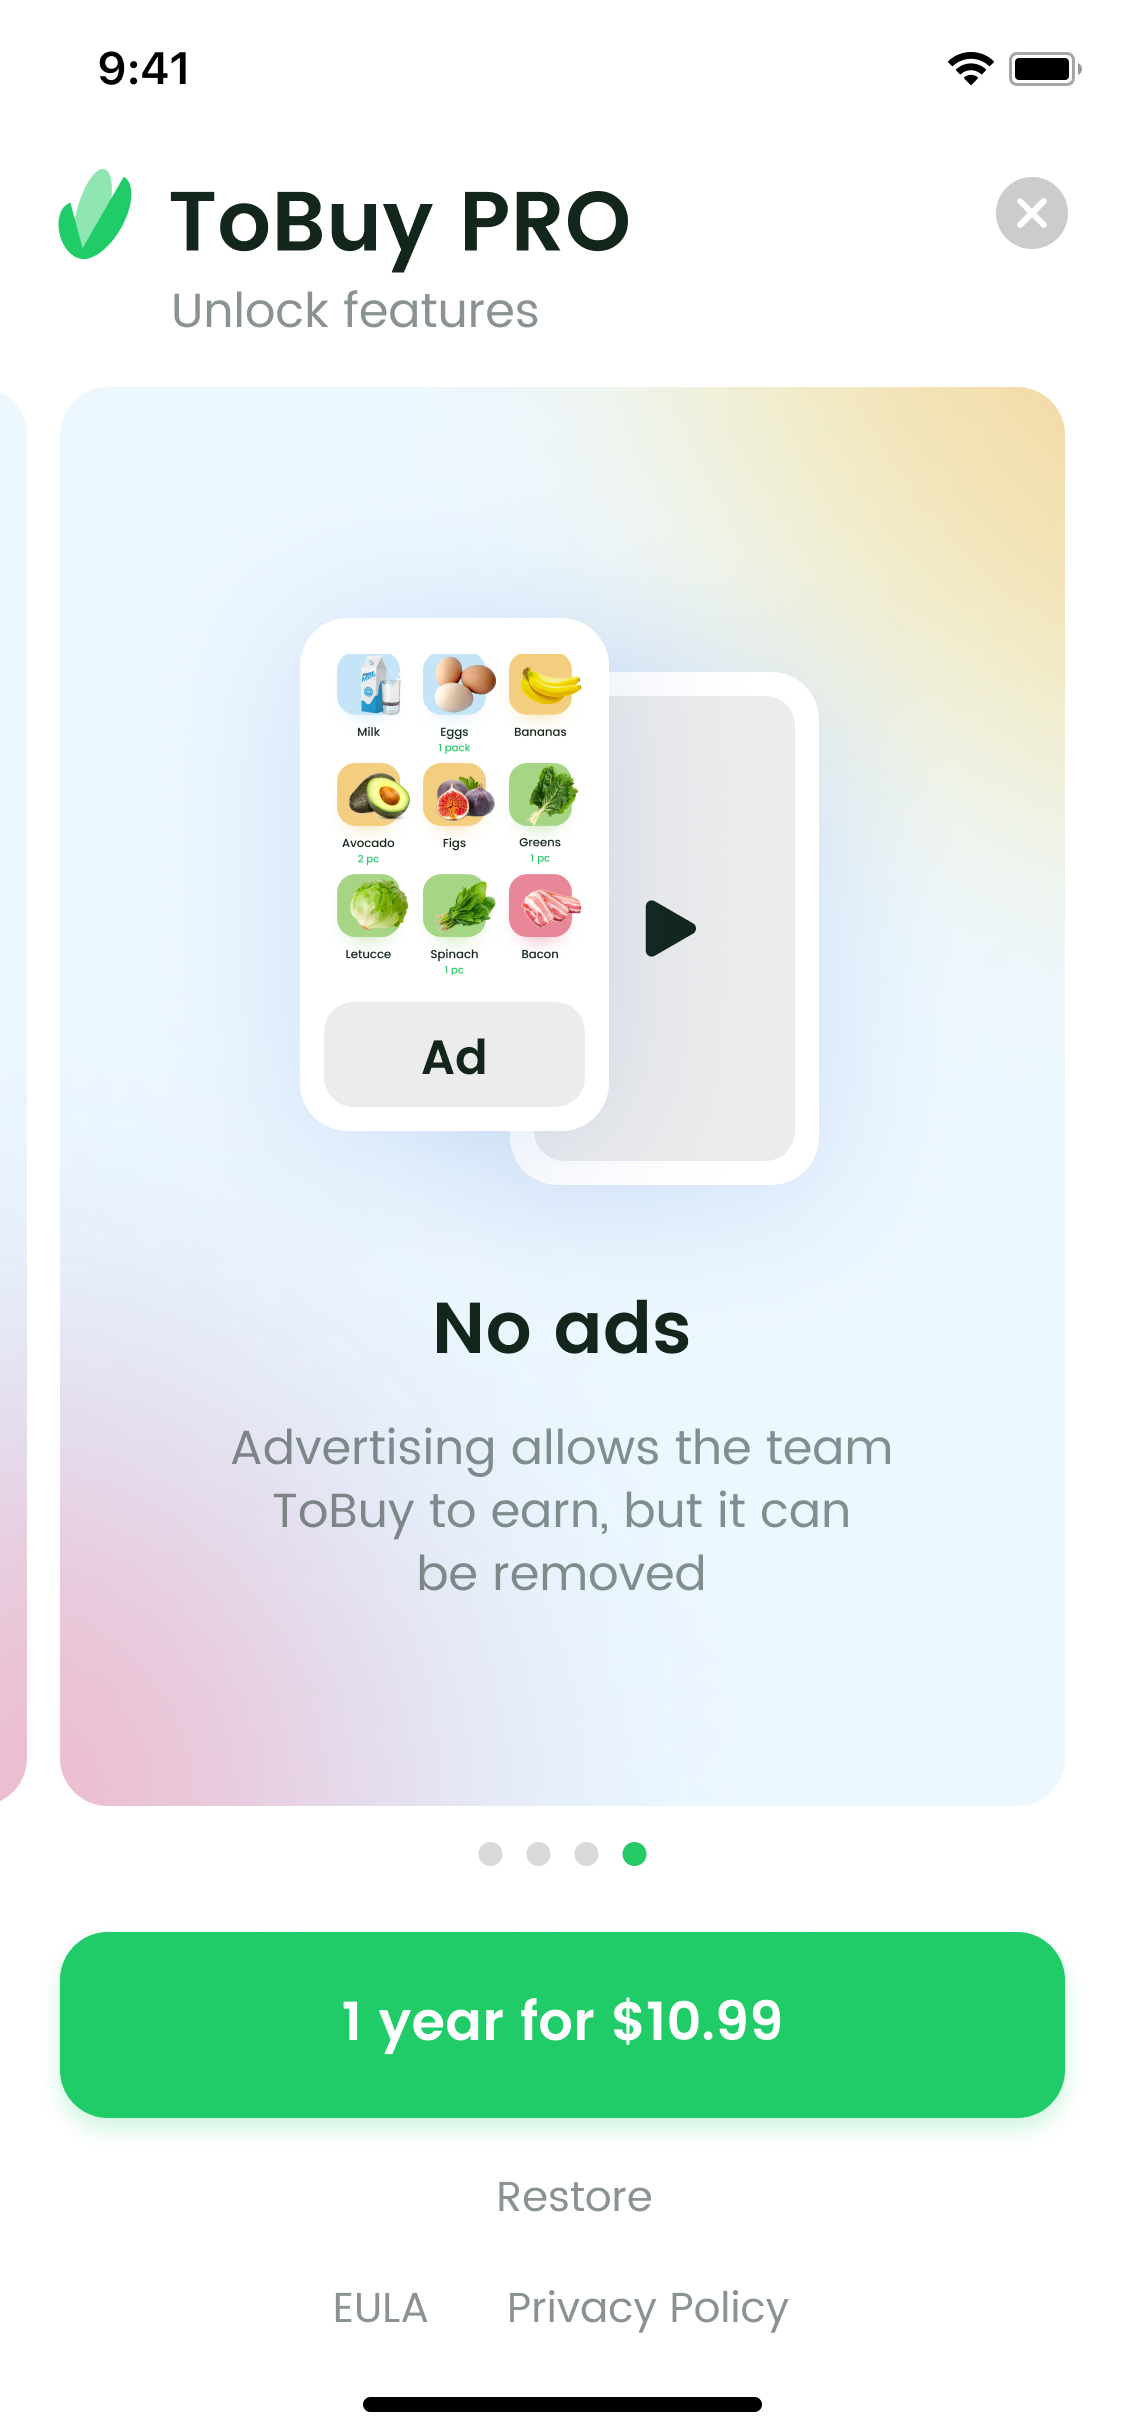 9:41
ToBuy PRO
Unlock features
Milk
Eggs
Bananas
1 pack
Avocado
Figs
Greens
2 pc
1 pc
Letucce
Spinach
Bacon
1 pc
Ad
No ads
Advertising allows the team
ToBuy to earn, but it can
be removed
1 year for $10.99
Restore
EULA
Privacy Policy